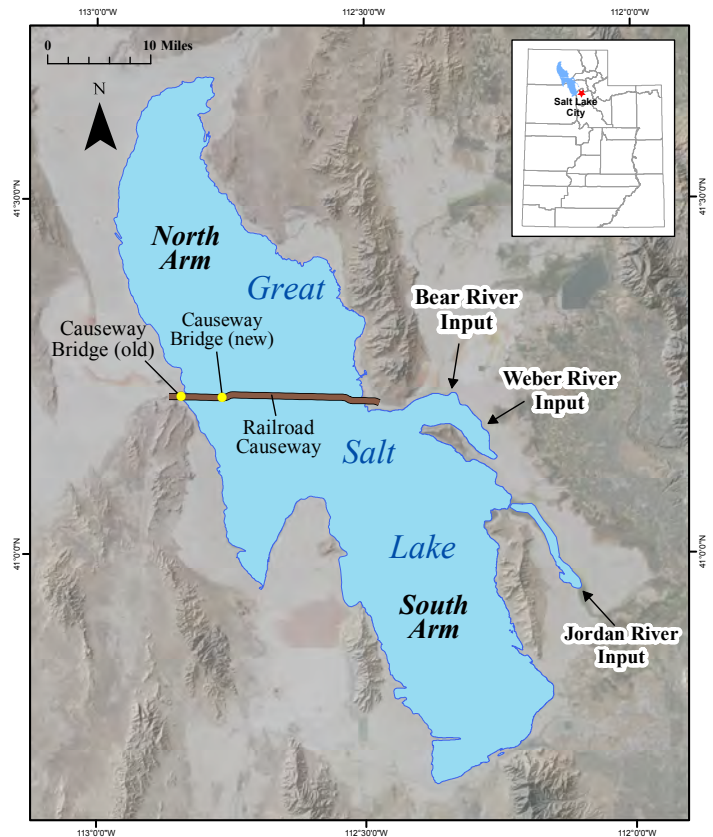 113°0'0"W
112°30'0"W
112°0'0"W
0
10 Miles
N
Salt Lake
City
41°30'0"N
41°30'0"N
North
Arm
Great
Bear River
Input
Causeway
Bridge (old)
Causeway
Bridge (new)
Weber River
Input
Railroad
Causeway
Salt
Lake
41°0'0"N
41°0'0"N
South
Arm
Jordan River
Input
113°0'0"W
112°30'0"W
112°0'0"W